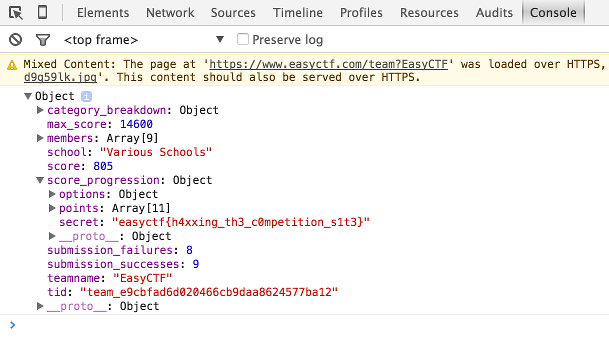 Elements Network Sources Timeline Profiles Resources Audits Console
<top frame> Preserve log
Mixed Content: The page at 'https://www.easyctf.com/team?EasyCTF' was loaded over HTTPS,
d9q59lk.jpg'. This content should also be served over HTTPS.
Object i
category_breakdown: Object
max_score: 14600
members: Array[9]
school: "Various Schools"
score: 805
score_progression: Object
options: Object
points: Array[11]
secret: "easyctf{h4xxing_th3_c0mpetition_s1t3}"
__proto__: Object
submission_failures: 8
submission_successes: 9
teamname: "EasyCTF"
tid: "team_e9cbfad6d020466cb9daa8624577ba12"
__proto__: Object